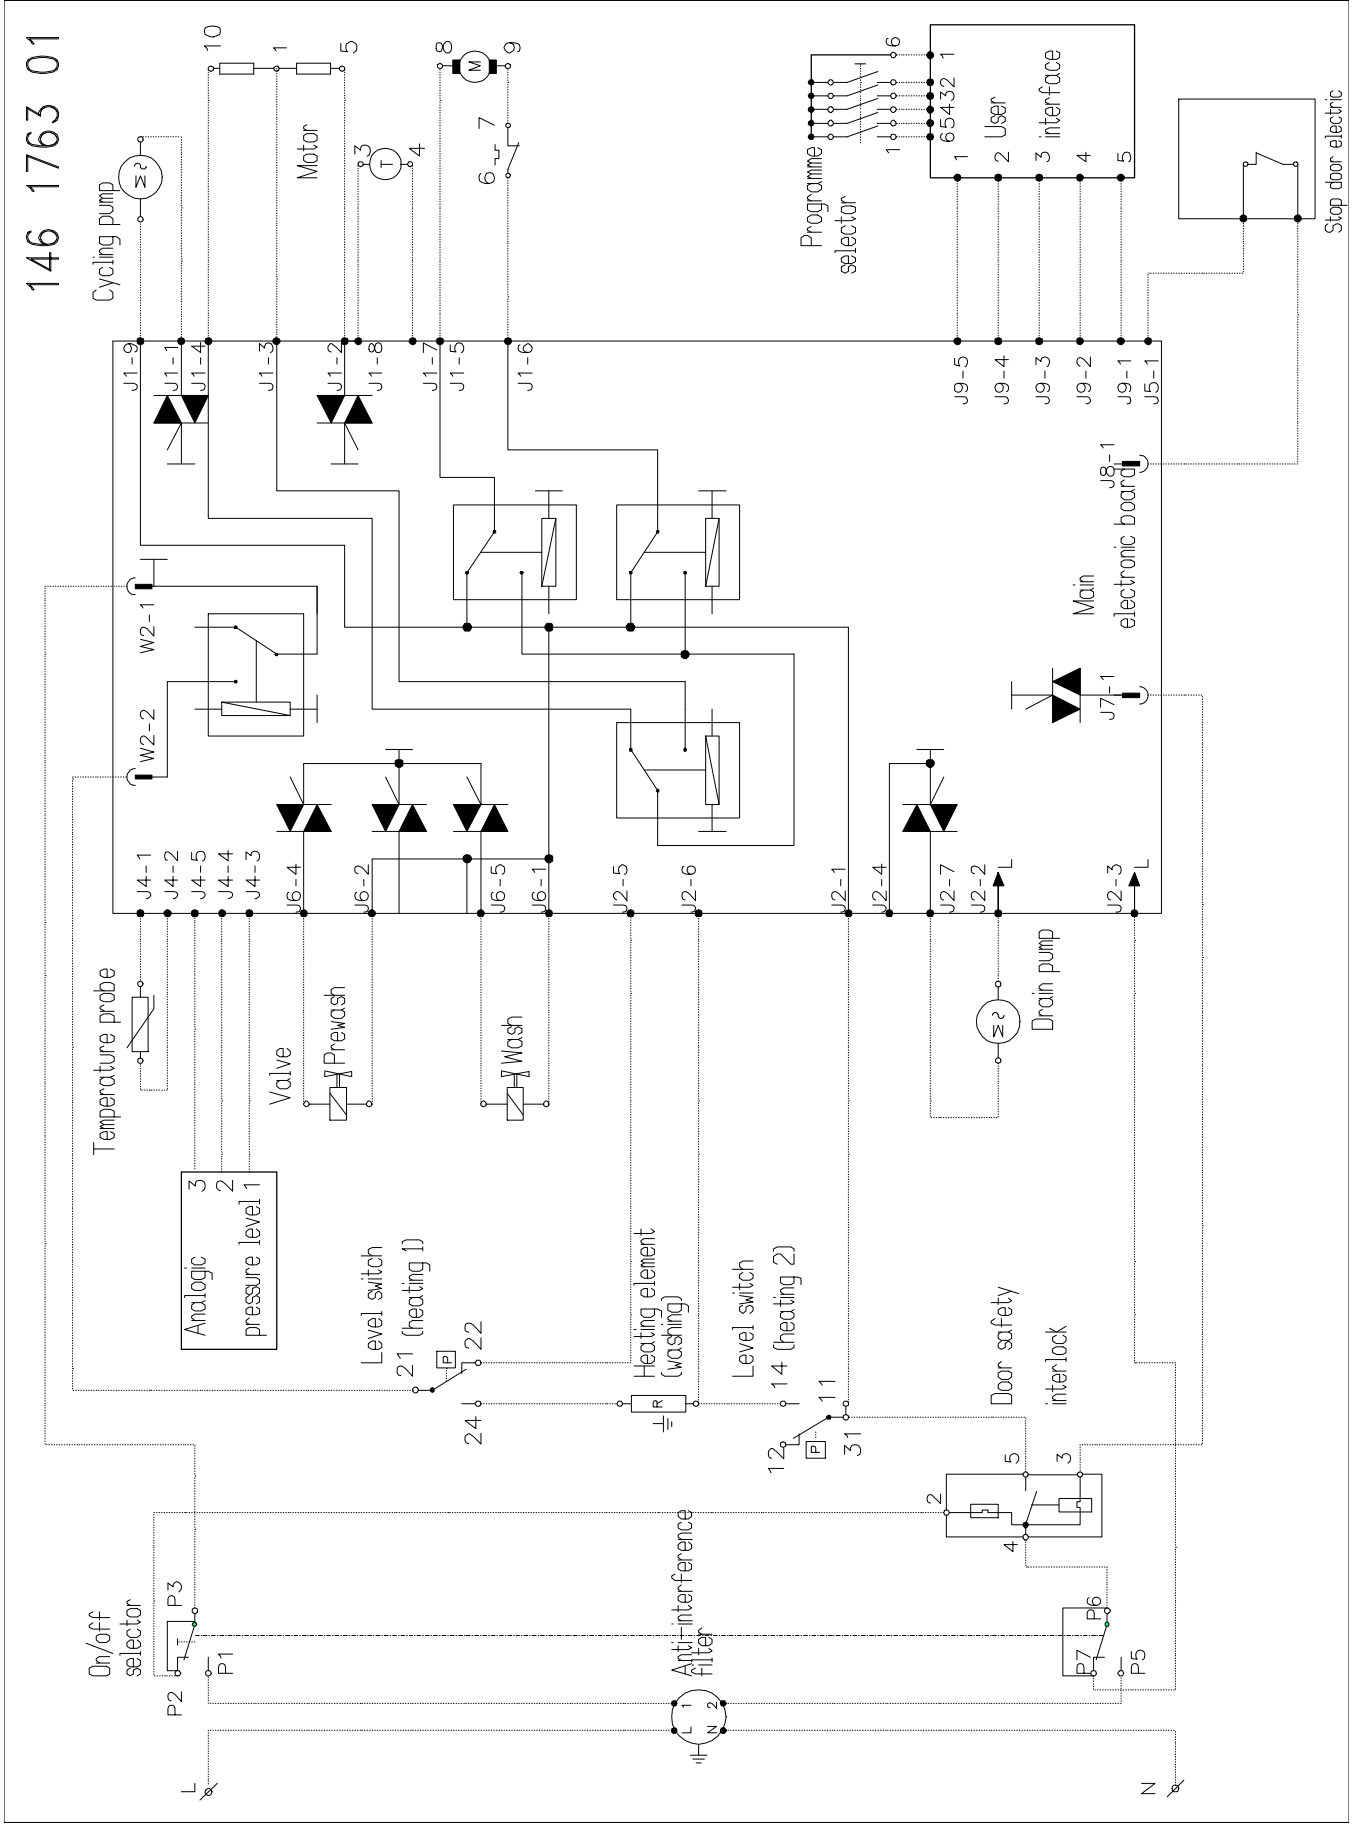 146 1763 01
On/off
selector
P2
P3
P1
L
Temperature probe
Analogic
pressure level
3
2
1
Cycling pump
M
~
J4-1
J4-2
J4-5
J4-4
J4-3
W2-2
W2-1
J1-9
J1-1
J1-4
J1-3
J1-2
J1-8
J1-7
J1-5
J1-6
10
1
5
Motor
3
T
4
8
M
9
6
7
Valve
Prewash
Wash
J6-4
J6-2
J6-5
J6-1
J2-5
J2-6
J2-1
J2-4
J2-7
J2-2
L
J2-3
L
Level switch
(heating 1)
21
P
22
24
Heating element
(washing)
R
Level switch
(heating 2)
14
12
P
11
31
Anti-interference
filter
L
1
N
2
Door safety
interlock
2
5
4
3
P7
P6
P5
N
Drain pump
M
~
Main
electronic board
J7-1
J8-1
Programme
selector
1
6
65432
1
User
interface
1
2
3
4
5
J9-5
J9-4
J9-3
J9-2
J9-1
J5-1
Stop door electric